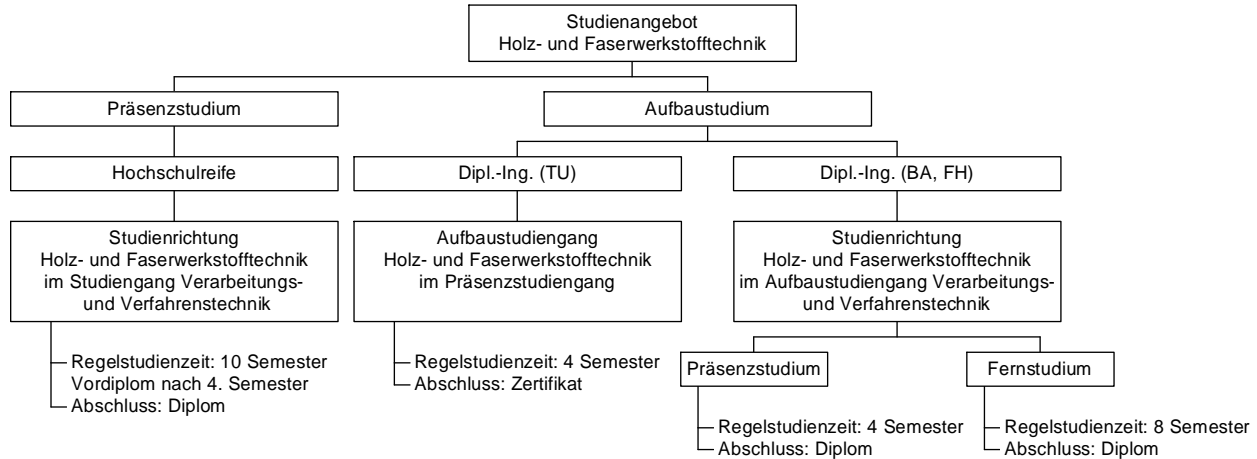 Studienangebot
Holz- und Faserwerkstofftechnik
Präsenzstudium
Aufbaustudium
Hochschulreife
Dipl.-Ing. (TU)
Dipl.-Ing. (BA, FH)
Studienrichtung
Holz- und Faserwerkstofftechnik
im Studiengang Verarbeitungs-
und Verfahrenstechnik
Aufbaustudiengang
Holz- und Faserwerkstofftechnik
im Präsenzstudiengang
Studienrichtung
Holz- und Faserwerkstofftechnik
im Aufbaustudiengang Verarbeitungs-
und Verfahrenstechnik
Regelstudienzeit: 10 Semester
Vordiplom nach 4. Semester
Abschluss: Diplom
Regelstudienzeit: 4 Semester
Abschluss: Zertifikat
Präsenzstudium
Fernstudium
Regelstudienzeit: 4 Semester
Abschluss: Diplom
Regelstudienzeit: 8 Semester
Abschluss: Diplom